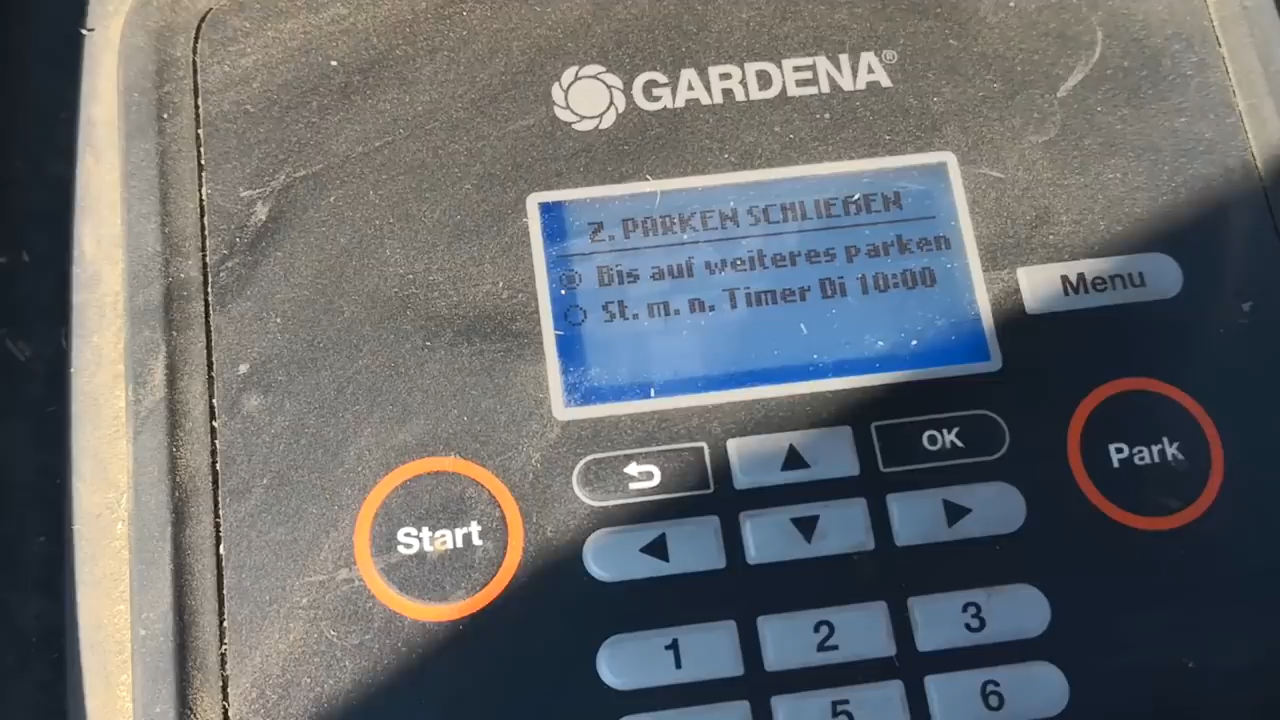 GARDENA®
Z. PARKEN SCHLIEßEN
Bis auf weiteres parken
St. m. n. Timer Di 10:00
Menu
OK
Park
Start
1 2 3
5 6